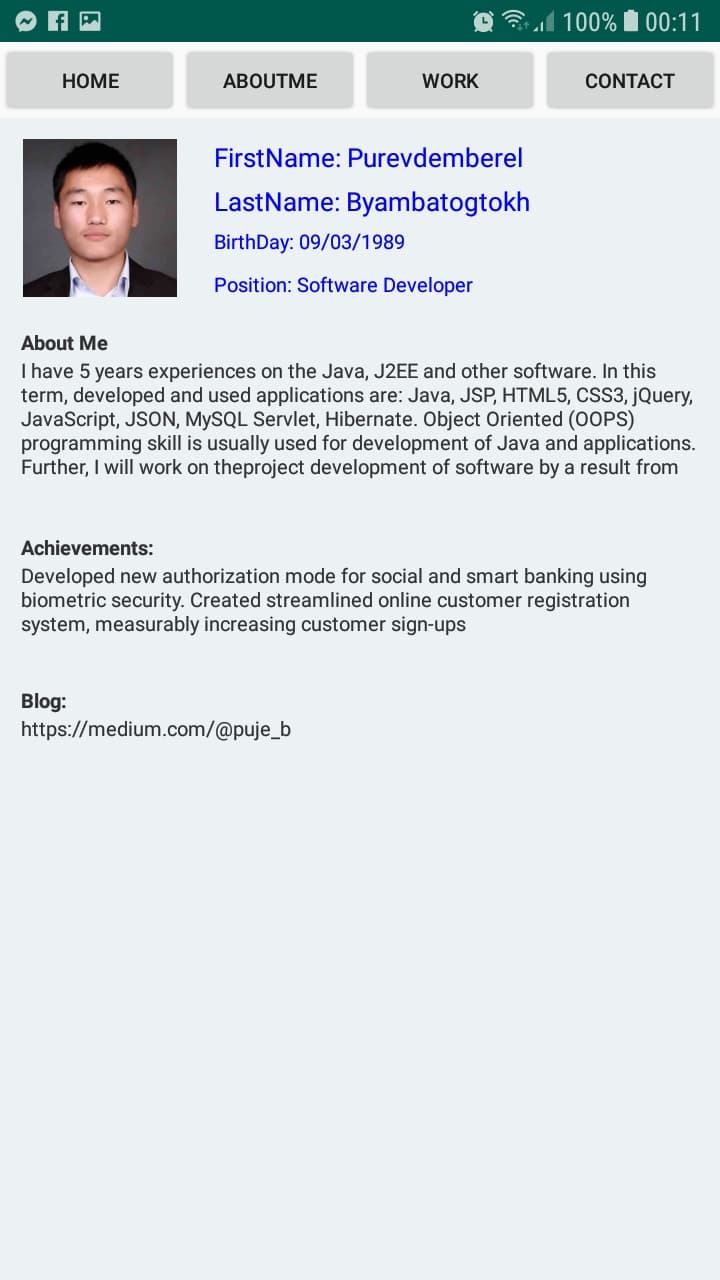 100% 00:11
HOME ABOUTME WORK CONTACT
FirstName: Purevdemberel
LastName: Byambatogtokh
BirthDay: 09/03/1989
Position: Software Developer
About Me
I have 5 years experiences on the Java, J2EE and other software. In this
term, developed and used applications are: Java, JSP, HTML5, CSS3, jQuery,
JavaScript, JSON, MySQL Servlet, Hibernate. Object Oriented (OOPS)
programming skill is usually used for development of Java and applications.
Further, I will work on theproject development of software by a result from
Achievements:
Developed new authorization mode for social and smart banking using
biometric security. Created streamlined online customer registration
system, measurably increasing customer sign-ups
Blog:
https://medium.com/@puje_b